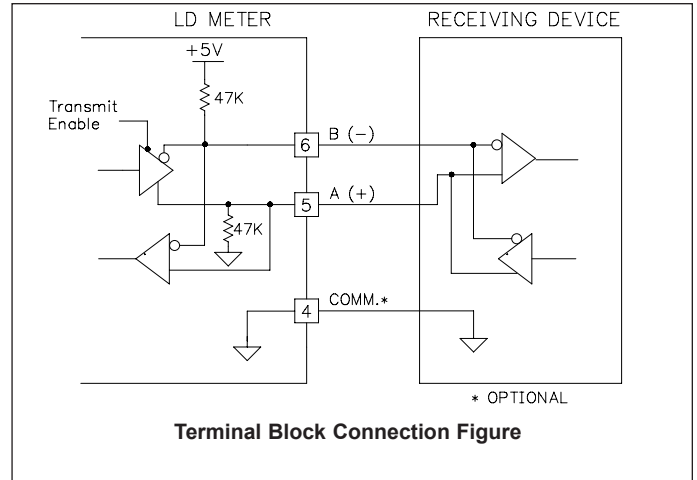 LD METER
RECEIVING DEVICE
+5V
47K
Transmit
Enable
6
B (-)
5
A (+)
47K
4
COMM.*
* OPTIONAL
Terminal Block Connection Figure